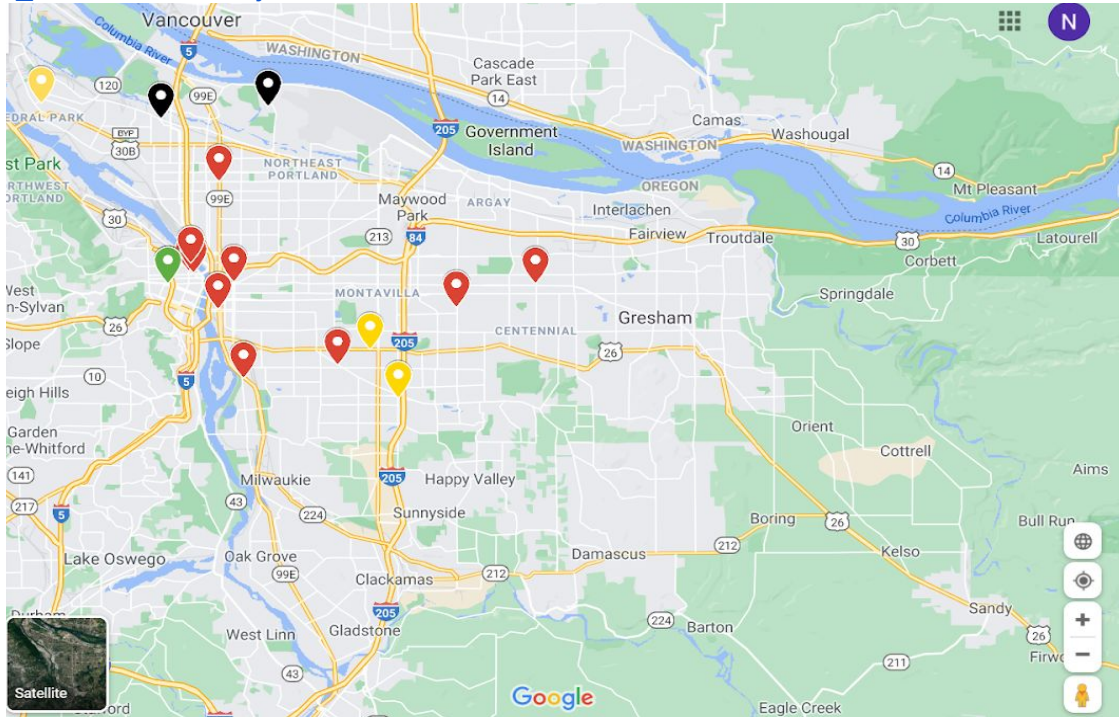 Vancouver
N
5
Columbia River
WASHINGTON
Cascade
Park East
14
120
99E
EDRAL PARK
BYP
30B
205
Government
Island
Camas
Washougal
WASHINGTON
st Park
RTHWEST
ORTLAND
NORTHEAST
PORTLAND
14
Mt Pleasant
OREGON
99E
Maywood
Park
ARGAY
Interlachen
Columbia River
30
213
84
Fairview
Troutdale
30
Latourell
Corbett
West
n-Sylvan
MONTAVILLA
Springdale
26
Slope
CENTENNIAL
Gresham
205
26
10
5
eigh Hills
Garden
ne-Whitford
Orient
Cottrell
141
Aims
217
Milwaukie
205
Happy Valley
43
5
224
Sunnyside
Boring
26
Bull Run
Lake Oswego
Oak Grove
212
Damascus
Kelso
99E
Clackamas
212
Durham
205
Sandy
West Linn
Gladstone
224
Barton
26
43
211
Firwo
Satellite
Google
Eagle Creek